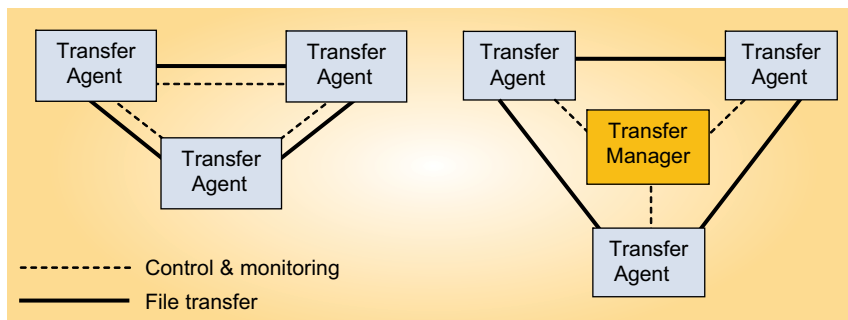 Transfer
Agent
Transfer
Agent
Transfer
Agent
Transfer
Agent
Transfer
Agent
Transfer
Manager
Transfer
Agent
Control & monitoring
File transfer